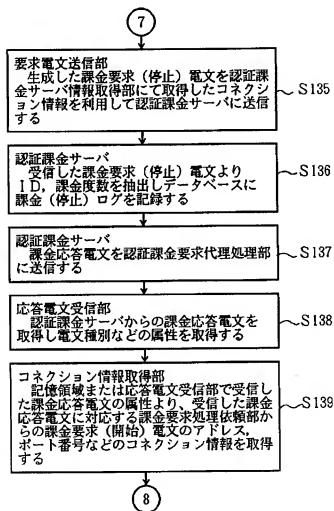 7
要求電文送信部
生成した課金要求（停止）電文を認証課
金サーバ情報取得部にて取得したコネクシ
ョン情報を利用して認証課金サーバに送信
する
S135
認証課金サーバ
受信した課金要求（停止）電文より
ID，課金度数を抽出しデータベースに
課金（停止）ログを記録する
S136
認証課金サーバ
課金応答電文を認証課金要求代理処理部
に送信する
S137
応答電文受信部
認証課金サーバからの課金応答電文を
取得し電文種別などの属性を取得する
S138
コネクション情報取得部
記憶領域または応答電文受信部で受信し
た課金応答電文の属性より，受信した課金
応答電文に対応する課金要求処理依頼部か
らの課金要求（開始）電文のアドレス，
ポート番号などのコネクション情報を取得
する
S139
8